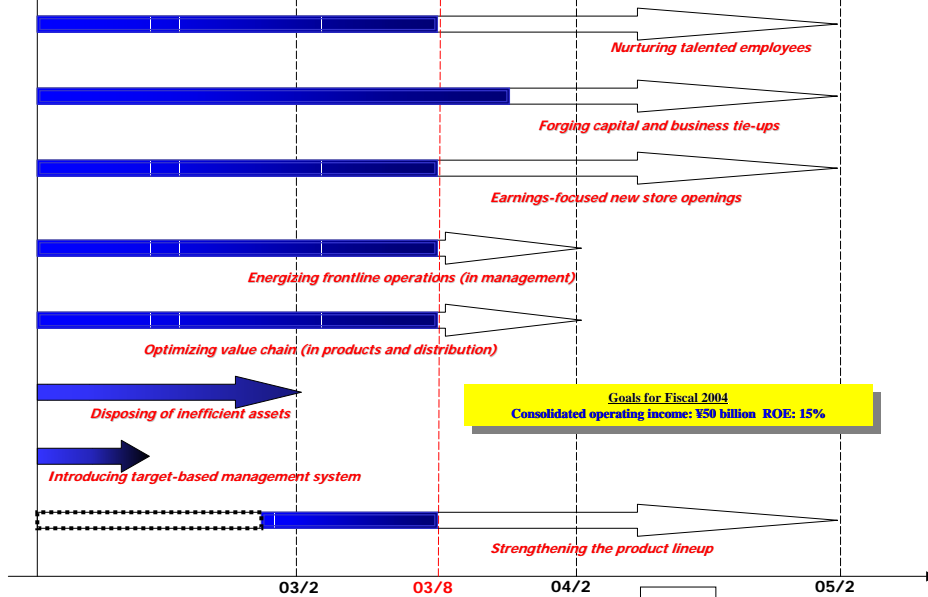 Nurturing talented employees
Forging capital and business tie-ups
Earnings-focused new store openings
Energizing frontline operations (in management)
Optimizing value chain (in products and distribution)
Goals for Fiscal 2004
Consolidated operating income: ¥50 billion ROE: 15%
Disposing of inefficient assets
Introducing target-based management system
Strengthening the product lineup
03/2 03/8 04/2 05/2